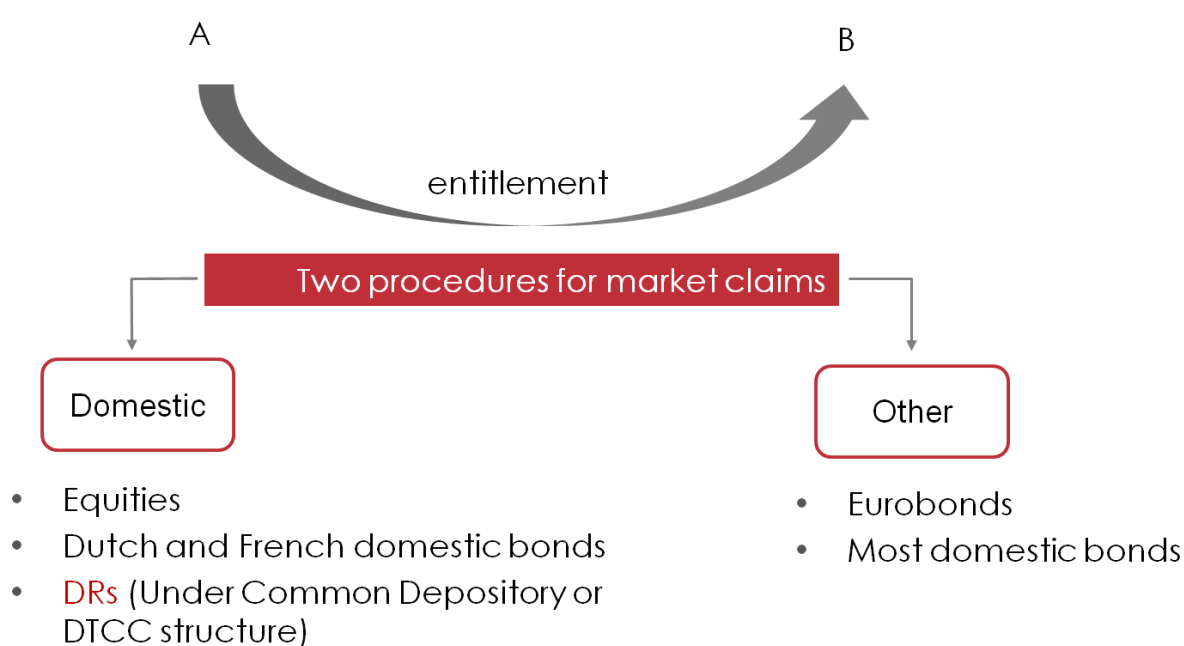 A
B
entitlement
Two procedures for market claims
Domestic
• Equities
• Dutch and French domestic bonds
• DRs (Under Common Depository or
DTCC structure)
Other
• Eurobonds
• Most domestic bonds